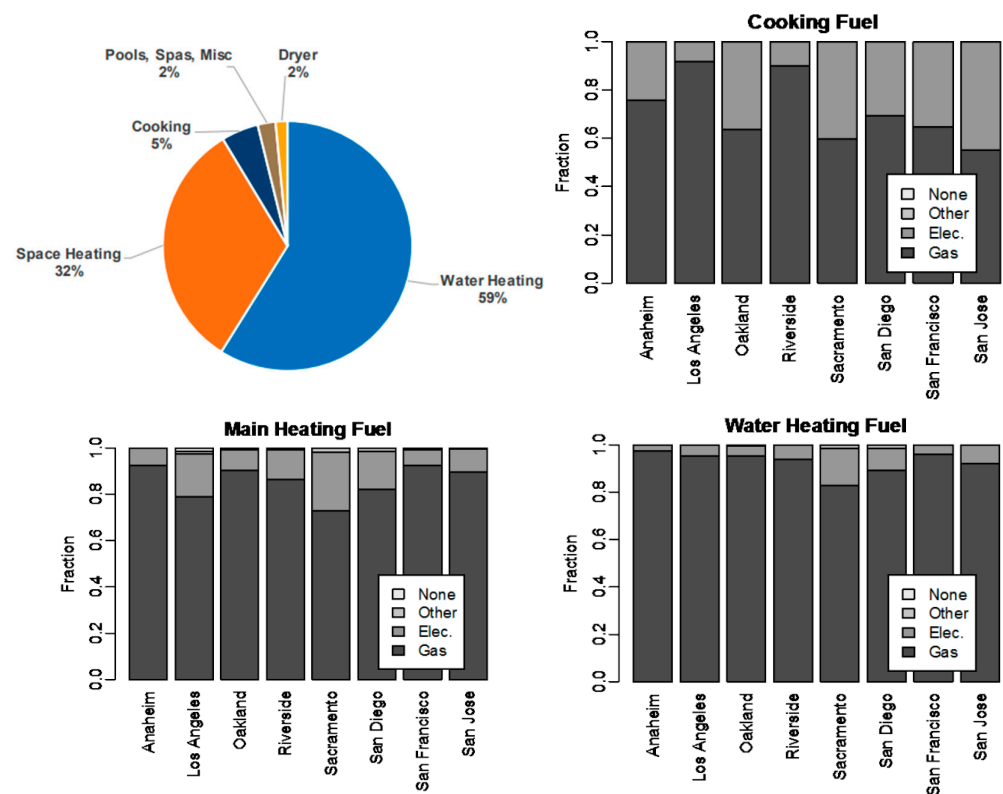 Pools, Spas, Misc
2%
Dryer
2%
Cooking
5%
Space Heating
32%
Water Heating
59%
Cooking Fuel
Fraction
1.0
0.8
0.6
0.4
0.2
0.0
None
Other
Elec.
Gas
Anaheim
Los Angeles
Oakland
Riverside
Sacramento
San Diego
San Francisco
San Jose
Main Heating Fuel
Fraction
1.0
0.8
0.6
0.4
0.2
0.0
None
Other
Elec.
Gas
Anaheim
Los Angeles
Oakland
Riverside
Sacramento
San Diego
San Francisco
San Jose
Water Heating Fuel
Fraction
1.0
0.8
0.6
0.4
0.2
0.0
None
Other
Elec.
Gas
Anaheim
Los Angeles
Oakland
Riverside
Sacramento
San Diego
San Francisco
San Jose